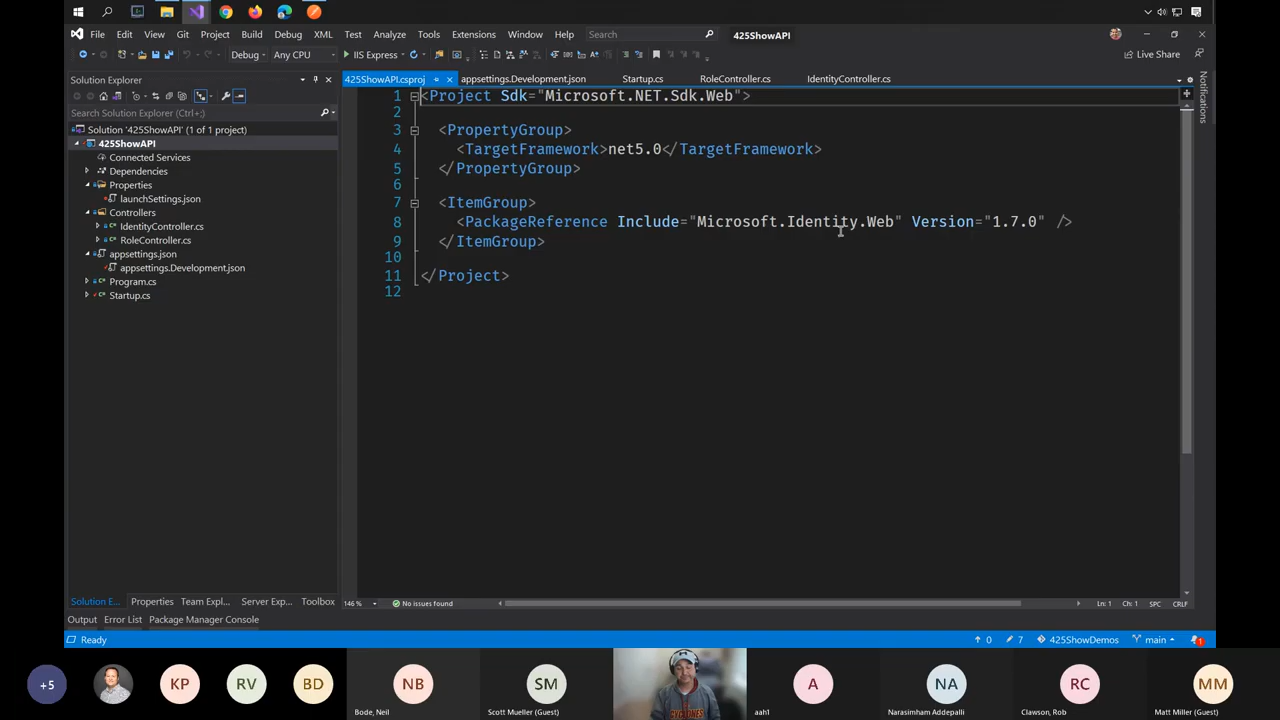 File Edit View Git Project Build Debug XML Test Analyze Tools Extensions Window Help Search 425ShowAPI
Debug Any CPU IIS Express Live Share
Solution Explorer
Search Solution Explorer (Ctrl+;)
Solution '425ShowAPI' (1 of 1 project)
425ShowAPI
Connected Services
Dependencies
Properties
launchSettings.json
Controllers
IdentityController.cs
RoleController.cs
appsettings.json
appsettings.Development.json
Program.cs
Startup.cs
425ShowAPI.csproj appsettings.Development.json Startup.cs RoleController.cs IdentityController.cs
1 <Project Sdk="Microsoft.NET.Sdk.Web">
2
3 <PropertyGroup>
4 <TargetFramework>net5.0</TargetFramework>
5 </PropertyGroup>
6
7 <ItemGroup>
8 <PackageReference Include="Microsoft.Identity.Web" Version="1.7.0" />
9 </ItemGroup>
10
11 </Project>
12
Notifications
Solution E... Properties Team Expl... Server Exp... Toolbox
146 % No issues found Ln: 1 Ch: 1 SPC CRLF
Output Error List Package Manager Console
Ready 0 7 425ShowDemos main 1
+5 KP RV BD NB SM A NA RC MM
Bode, Neil Scott Mueller (Guest) aah1 Narasimham Addepalli Clawson, Rob Matt Miller (Guest)